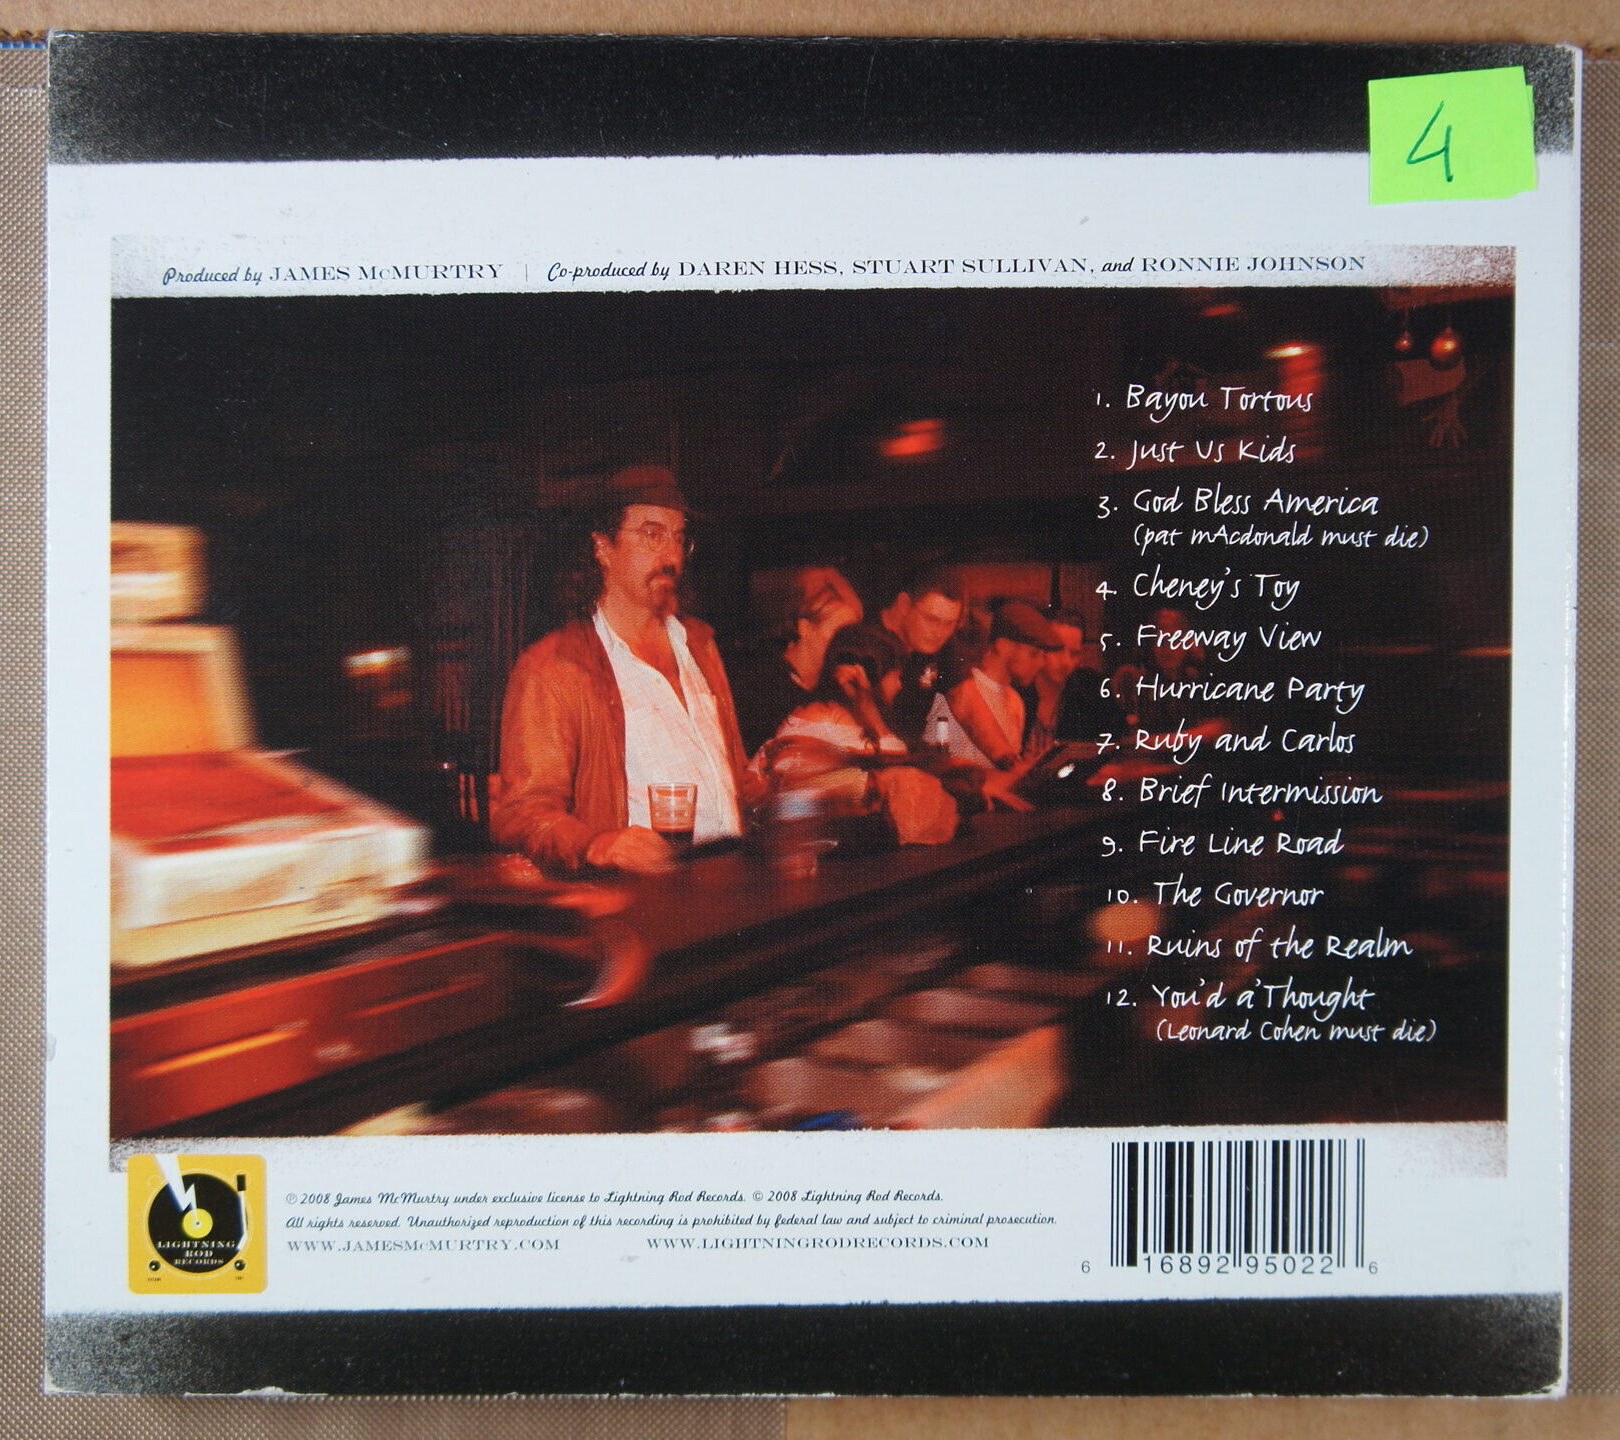 4
Produced by JAMES McMURTRY | Co-produced by DAREN HESS, STUART SULLIVAN, and RONNIE JOHNSON
1. Bayou Tortous
2. Just Us Kids
3. God Bless America
(pat mAcdonald must die)
4. Cheney's Toy
5. Freeway View
6. Hurricane Party
7. Ruby and Carlos
8. Brief Intermission
9. Fire Line Road
10. The Governor
11. Ruins of the Realm
12. You'd a'Thought
(Leonard Cohen must die)
℗ 2008 James McMurtry under exclusive license to Lightning Rod Records. © 2008 Lightning Rod Records.
All rights reserved. Unauthorized reproduction of this recording is prohibited by federal law and subject to criminal prosecution.
WWW.JAMESMcMURTRY.COM WWW.LIGHTNINGRODRECORDS.COM
LIGHTNING
ROD
RECORDS
6 16892 95022 6